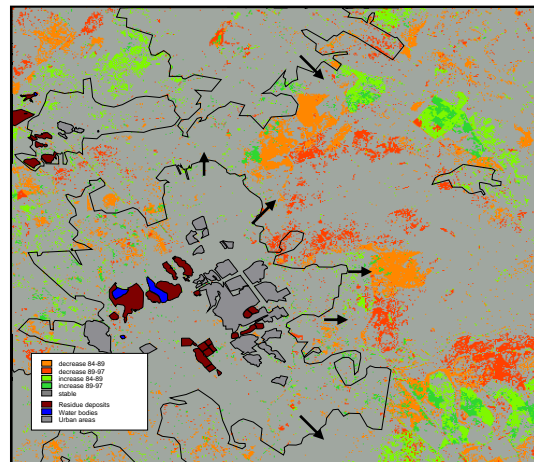 decrease 84-89
decrease 89-97
increase 84-89
increase 89-97
stable
Residue deposits
Water bodies
Urban areas